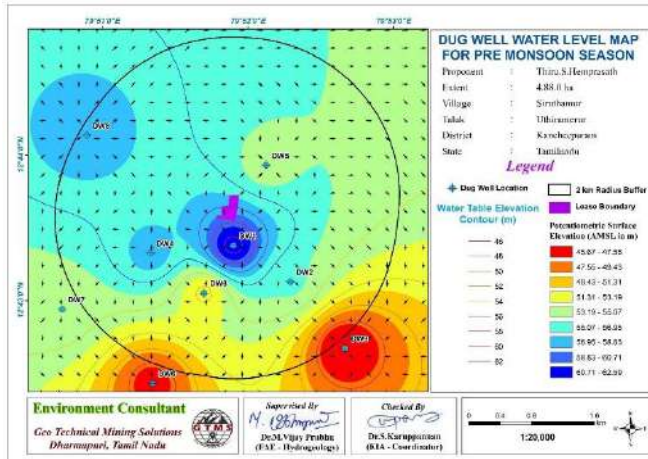 79°51'0"E 79°52'0"E 79°53'0"E
DUG WELL WATER LEVEL MAP
FOR PRE MONSOON SEASON
Proponent : Thiru.S.Hemprasath
Extent : 4.88.0 ha
Village :
Taluk : Uthiramerur
District : Kancheepuram
State : Tamilnadu
Legend
Dug Well Location
2 km Radius Buffer
Lease Boundary
Water Table Elevation
Contour (m)
46
48
50
52
54
56
58
60
62
Potentiometric Surface
Elevation (AMSL in m)
45.67 - 47.55
47.55 - 49.43
49.43 - 51.31
51.31 - 53.19
53.19 - 55.07
55.07 - 56.95
56.95 - 58.83
58.83 - 60.71
60.71 - 62.59
DW5
DW4
DW2
DW3
DW7
12°43'0"N
Environment Consultant
Geo Technical Mining Solutions
Dharmapuri, Tamil Nadu
GTMS
Supervised By
Dr.M.Vijay Prabhu
(FAE - Hydrogeology)
Checked By
Dr.S.Karuppannan
(EIA - Coordinator)
0 0.4 0.8 1.6
km
1:20,000